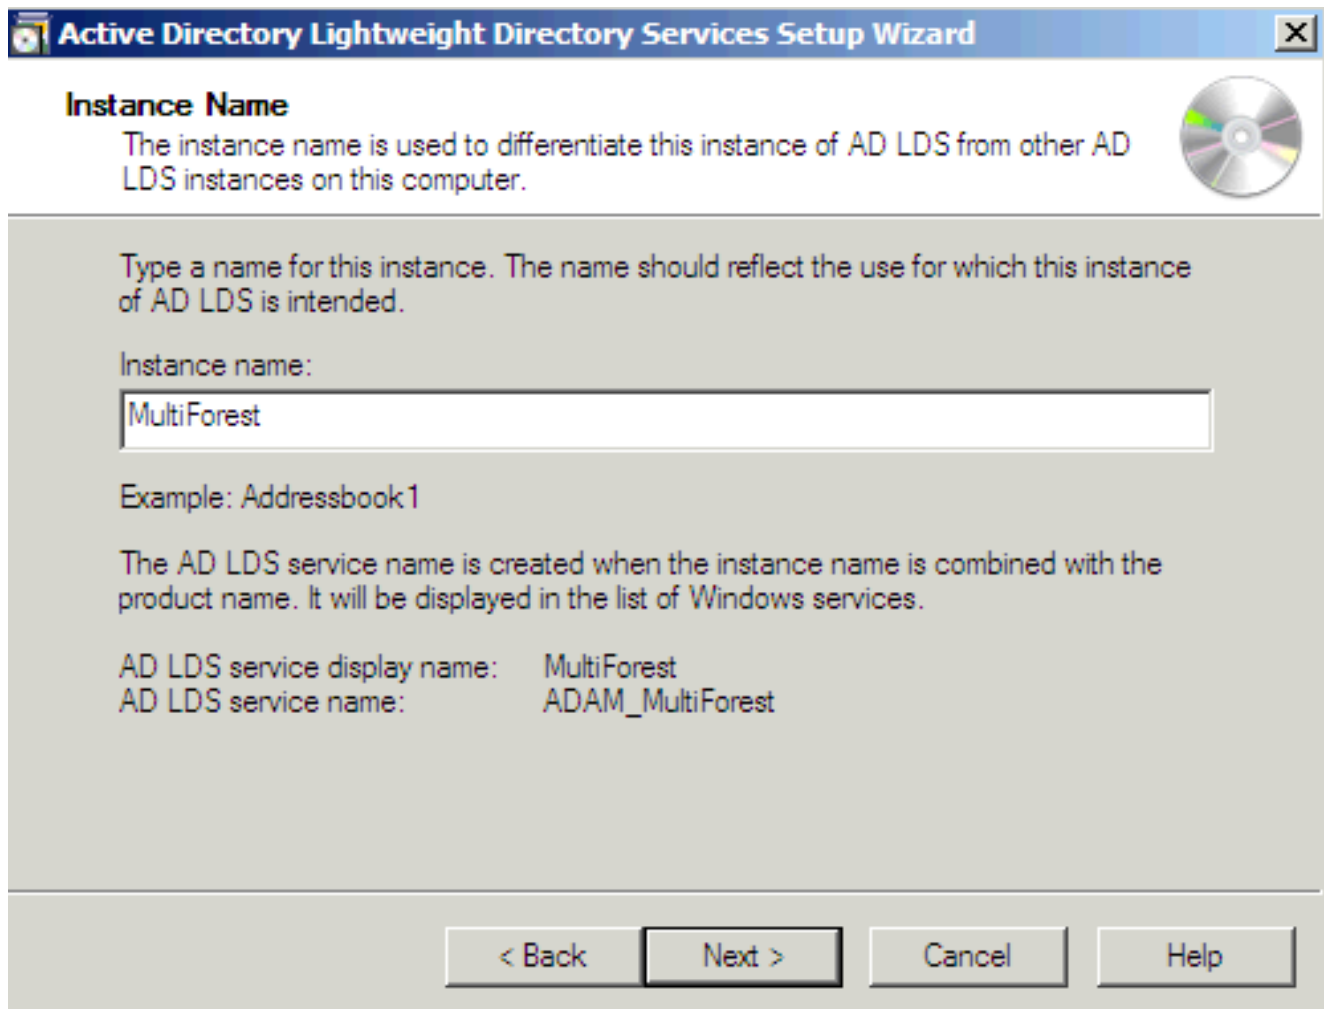 Active Directory Lightweight Directory Services Setup Wizard
Instance Name
The instance name is used to differentiate this instance of AD LDS from other AD
LDS instances on this computer.
Type a name for this instance. The name should reflect the use for which this instance
of AD LDS is intended.
Instance name:
MultiForest
Example: Addressbook1
The AD LDS service name is created when the instance name is combined with the
product name. It will be displayed in the list of Windows services.
AD LDS service display name: MultiForest
AD LDS service name: ADAM_MultiForest
< Back Next > Cancel Help